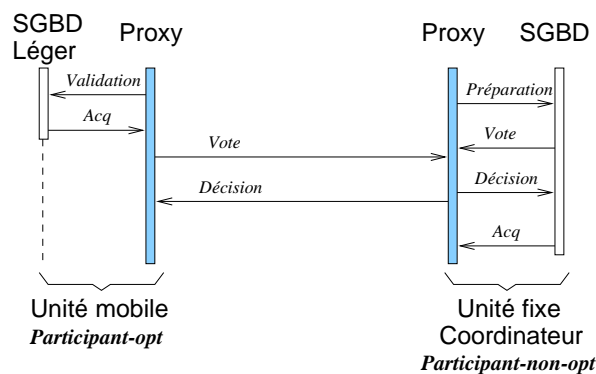 SGBD
Léger
Proxy
Proxy
SGBD
Validation
Préparation
Acq
Vote
Vote
Décision
Décision
Acq
Unité mobile
Participant-opt
Unité fixe
Coordinateur
Participant-non-opt